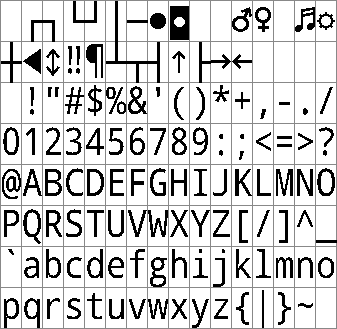 ┌┐└┘├●◘♂♀♬☼
┼◀↕‼¶┴┬┤↑├→←
!"#$%&'()*+,-./
0123456789:;<=>?
@ABCDEFGHIJKLMNO
PQRSTUVWXYZ[/]^_
`abcdefghijklmno
pqrstuvwxyz{|}~